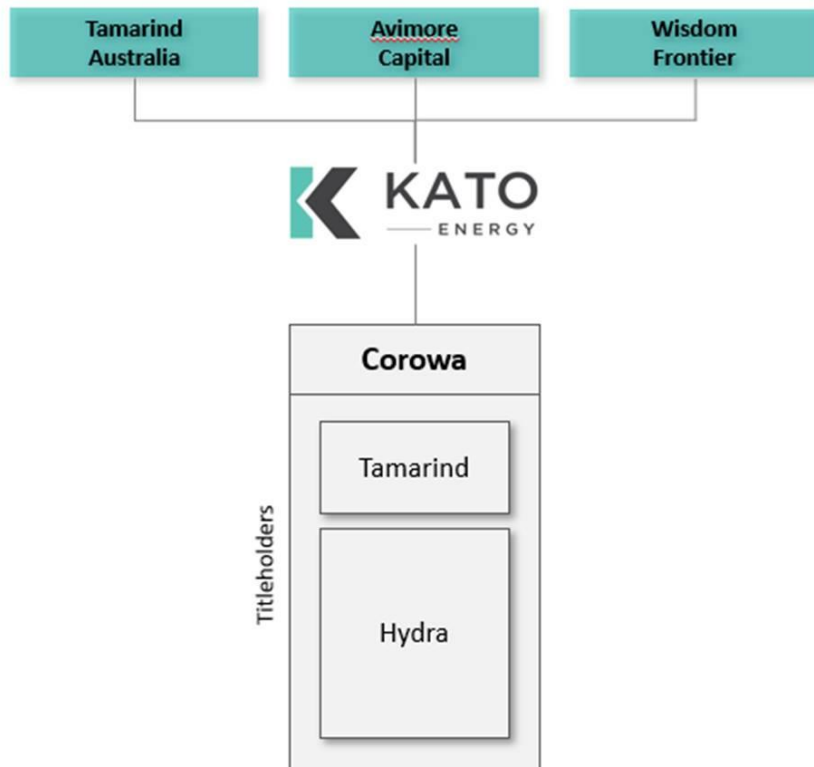 Tamarind
Australia
Avimore
Capital
Wisdom
Frontier
KATO
ENERGY
Corowa
Titleholders
Tamarind
Hydra